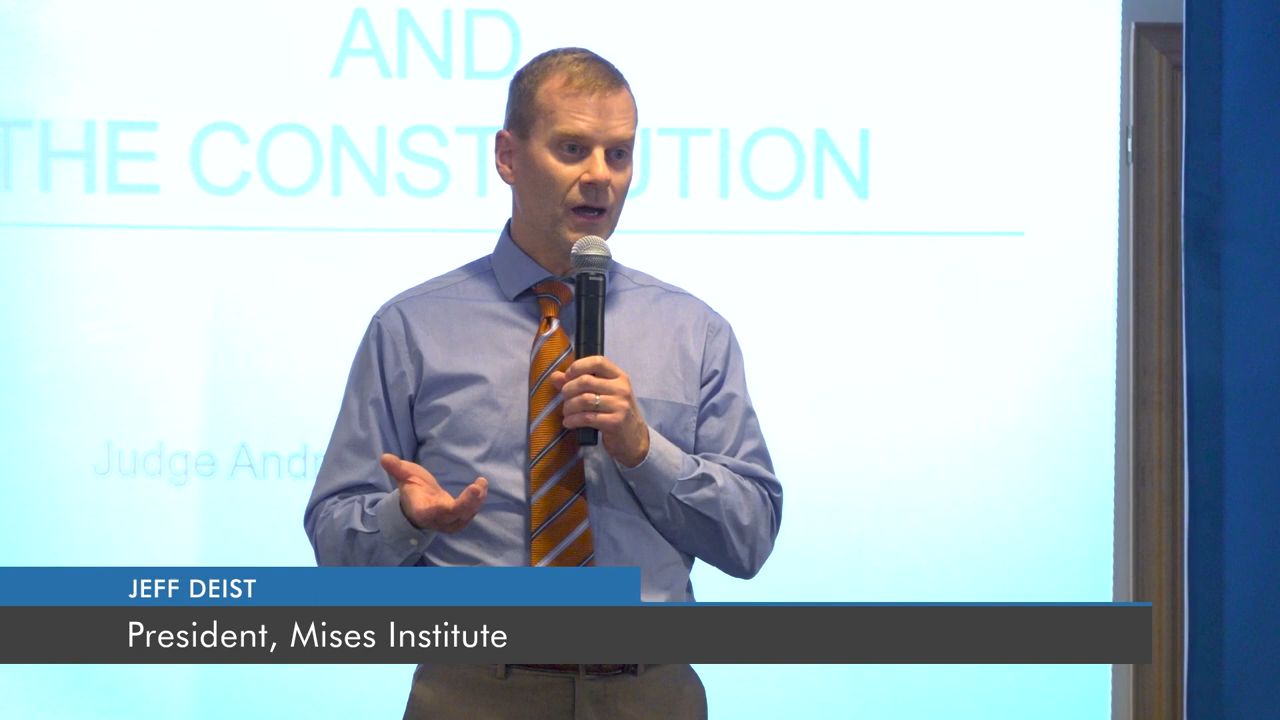 AND
THE CONST UTION
Judge Andr
JEFF DEIST
President, Mises Institute